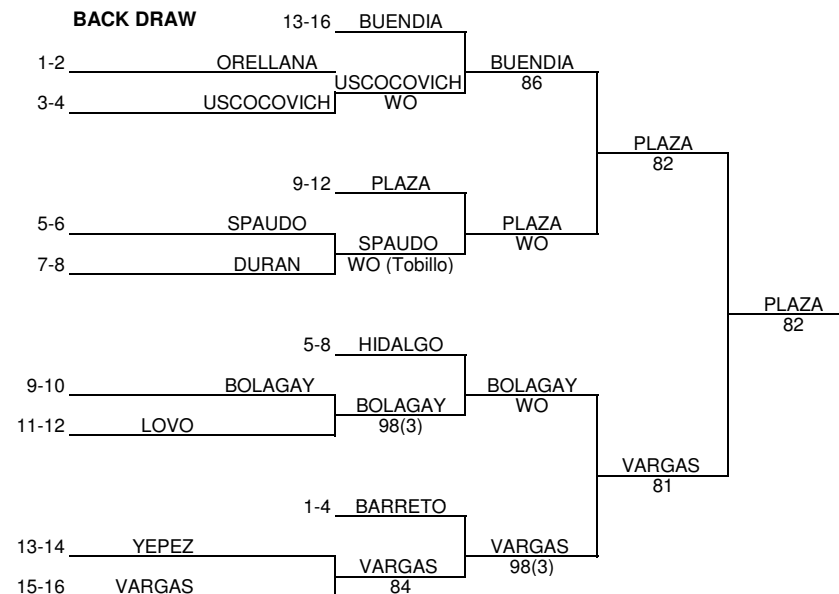 BACK DRAW
13-16 BUENDIA
1-2 ORELLANA
BUENDIA
USCOCOVICH
86
3-4 USCOCOVICH
WO
PLAZA
82
9-12 PLAZA
5-6 SPAUDO
PLAZA
SPAUDO
WO
7-8 DURAN
WO (Tobillo)
PLAZA
82
5-8 HIDALGO
9-10 BOLAGAY
BOLAGAY
BOLAGAY
WO
11-12 LOVO
98(3)
VARGAS
81
1-4 BARRETO
13-14 YEPEZ
VARGAS
VARGAS
98(3)
15-16 VARGAS
84